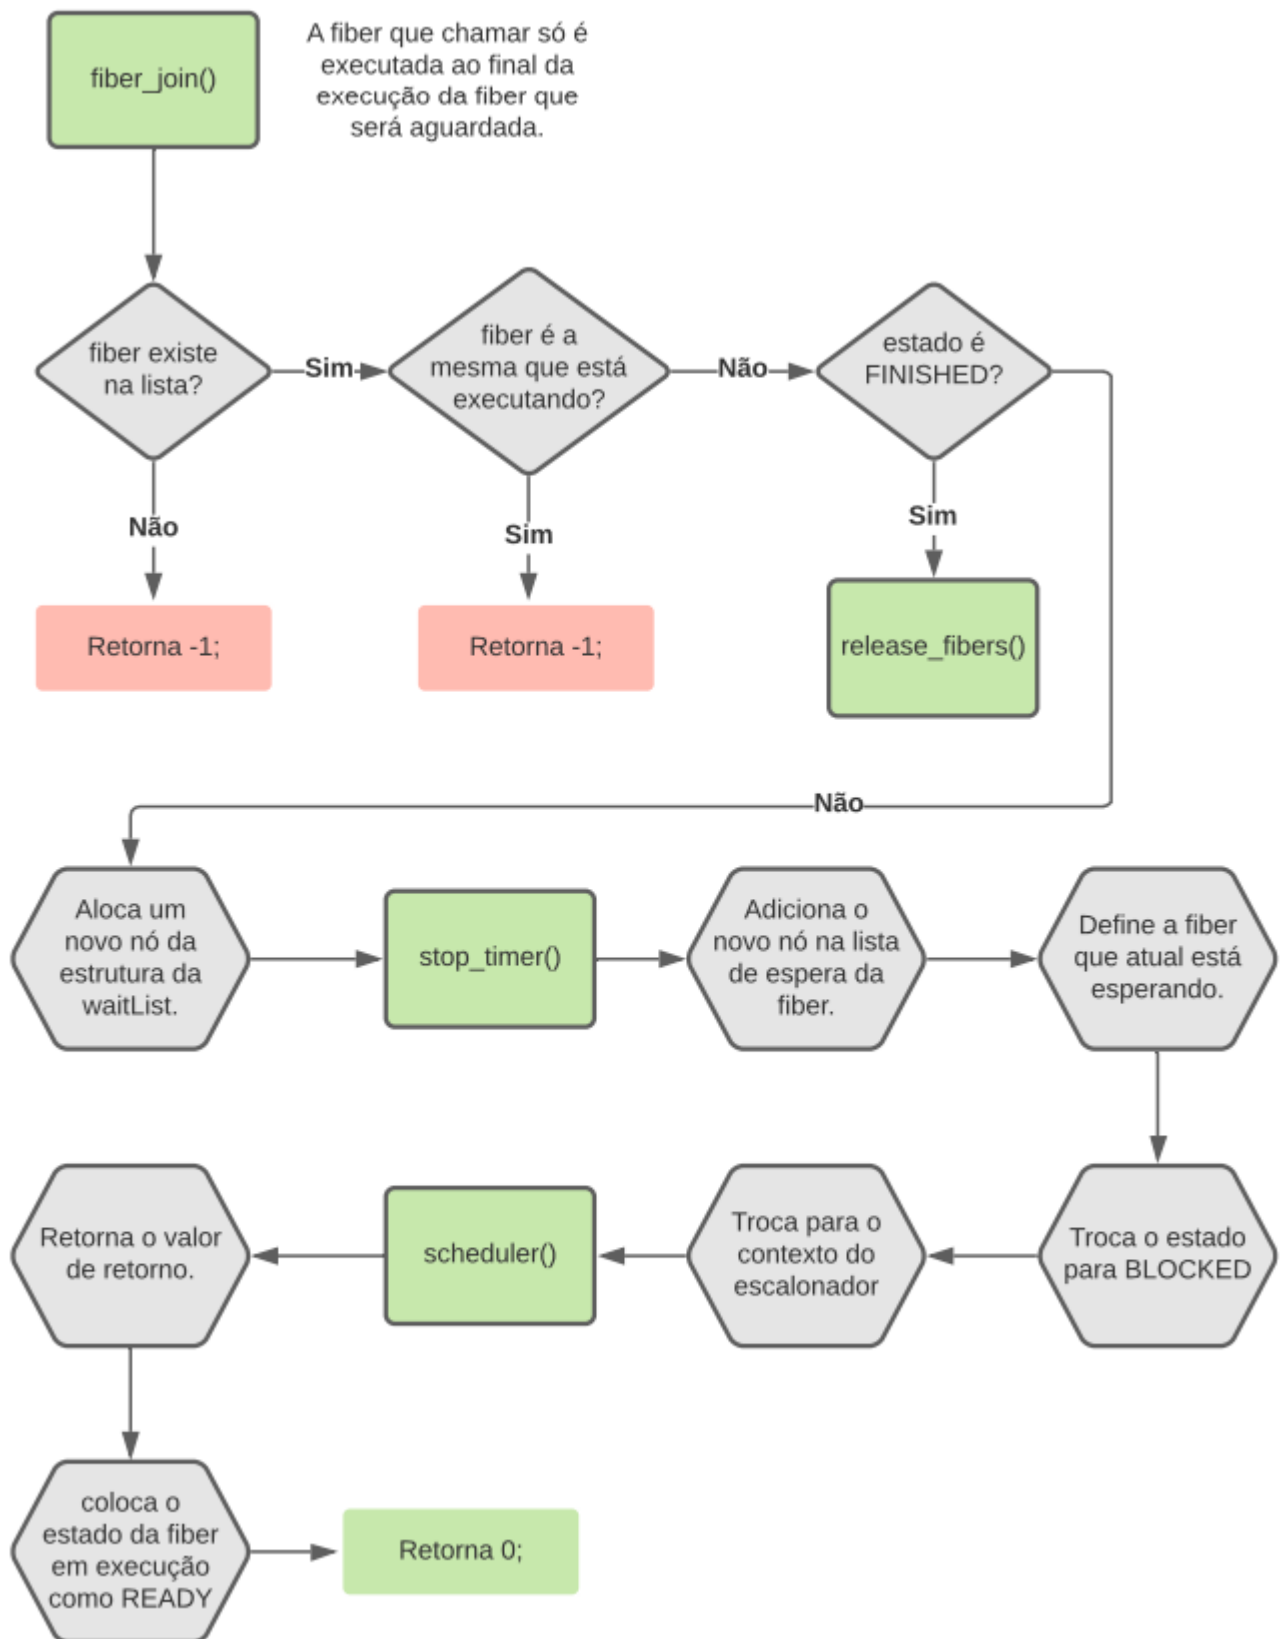 fiber_join()
A fiber que chamar só é
executada ao final da
execução da fiber que
será aguardada.
fiber existe
na lista?
Sim
fiber é a
mesma que está
executando?
Não
estado é
FINISHED?
Não
Sim
Sim
Retorna -1;
Retorna -1;
release_fibers()
Não
Aloca um
novo nó da
estrutura da
waitList.
stop_timer()
Adiciona o
novo nó na lista
de espera da
fiber.
Define a fiber
que atual está
esperando.
Troca o estado
para BLOCKED
Troca para o
contexto do
escalonador
scheduler()
Retorna o valor
de retorno.
coloca o
estado da fiber
em execução
como READY
Retorna 0;